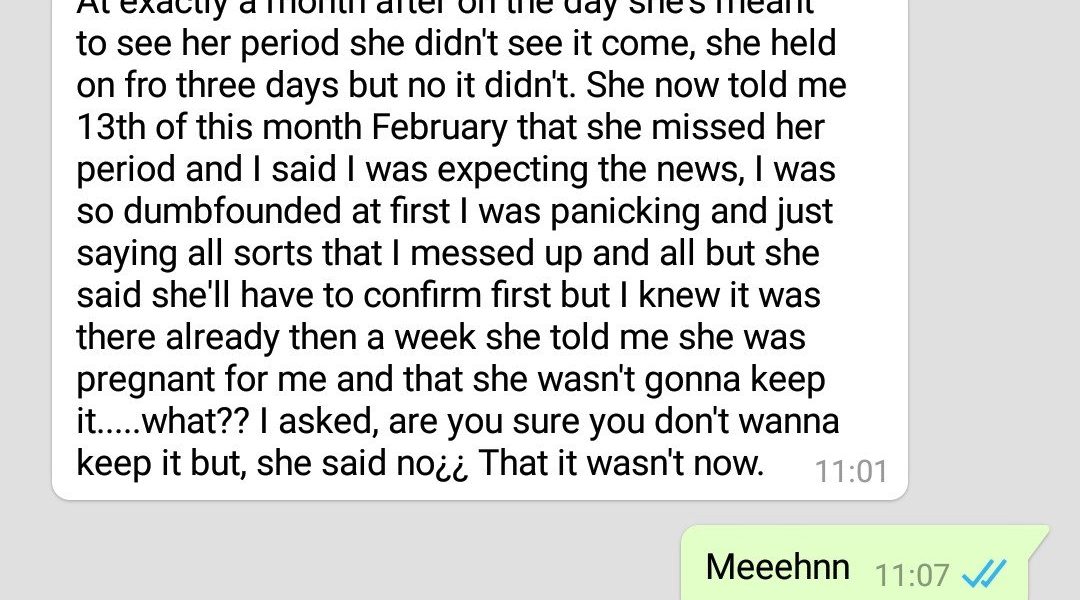 At exactly a month after on the day she's meant
to see her period she didn't see it come, she held
on fro three days but no it didn't. She now told me
13th of this month February that she missed her
period and I said I was expecting the news, I was
so dumbfounded at first I was panicking and just
saying all sorts that I messed up and all but she
said she'll have to confirm first but I knew it was
there already then a week she told me she was
pregnant for me and that she wasn't gonna keep
it.....what?? I asked, are you sure you don't wanna
keep it but, she said no¿¿ That it wasn't now.
11:01
Meeehnn 11:07